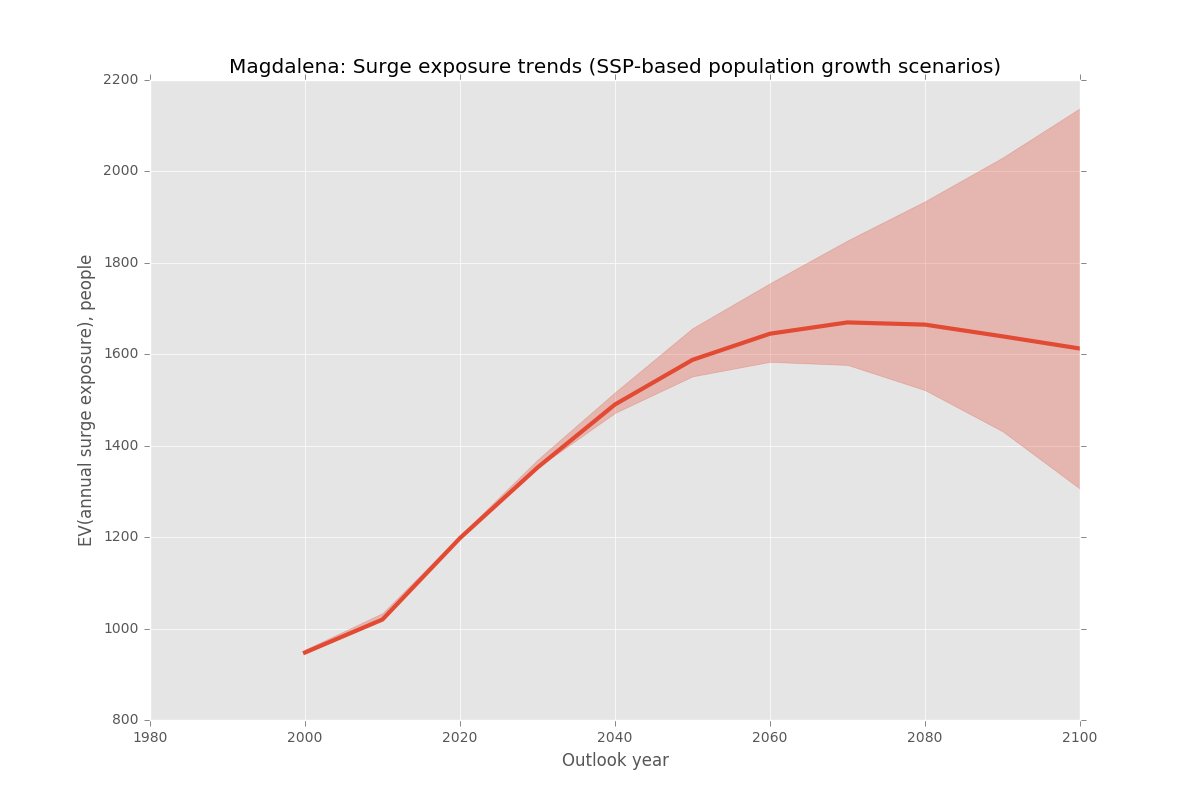 Magdalena: Surge exposure trends (SSP-based population growth scenarios)
2200
2000
1800
1600
1400
1200
1000
800
EV(annual surge exposure), people
1980 2000 2020 2040 2060 2080 2100
Outlook year